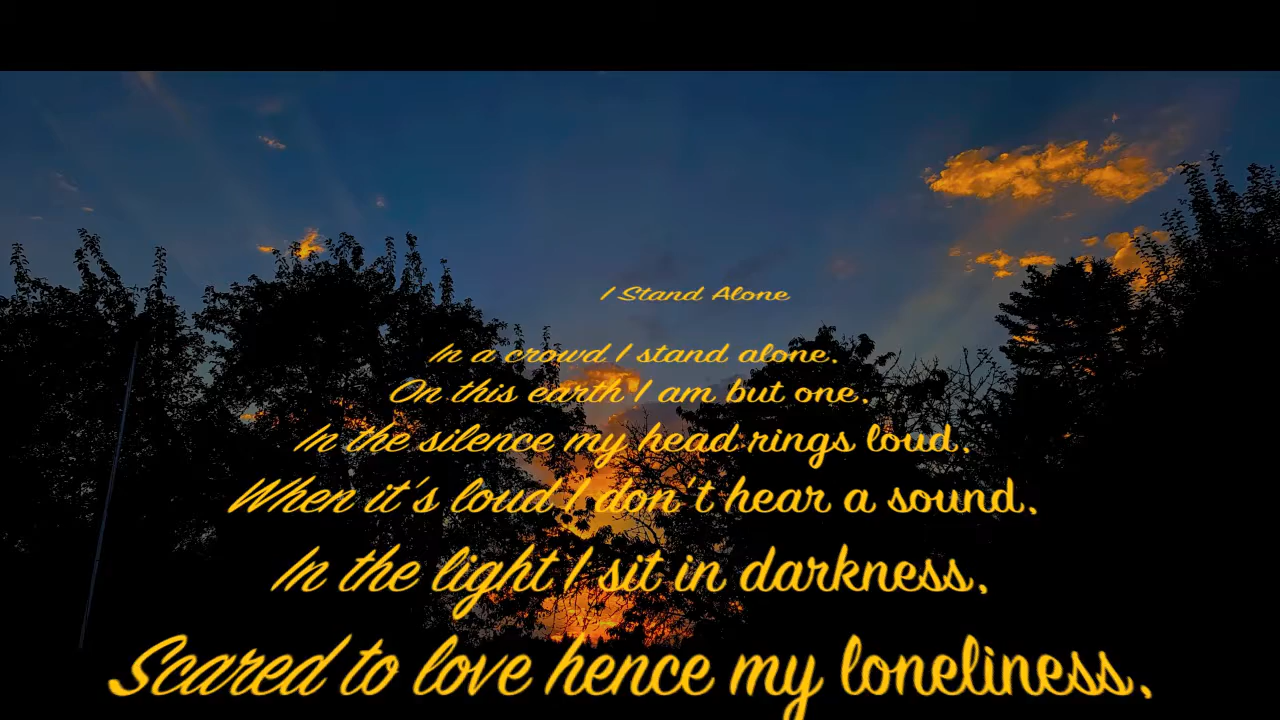 I Stand Alone
In a crowd I stand alone.
On this earth I am but one.
In the silence my head rings loud.
When it's loud I don't hear a sound.
In the light I sit in darkness,
Scared to love hence my loneliness.